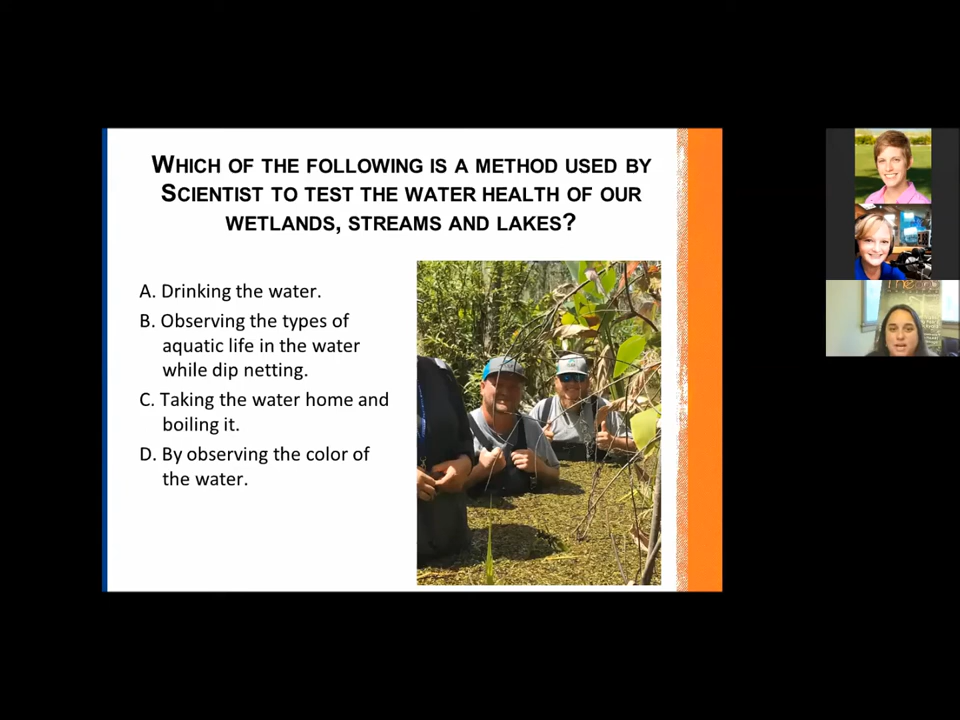 WHICH OF THE FOLLOWING IS A METHOD USED BY
SCIENTIST TO TEST THE WATER HEALTH OF OUR
WETLANDS, STREAMS AND LAKES?
A. Drinking the water.
B. Observing the types of
aquatic life in the water
while dip netting.
C. Taking the water home and
boiling it.
D. By observing the color of
the water.